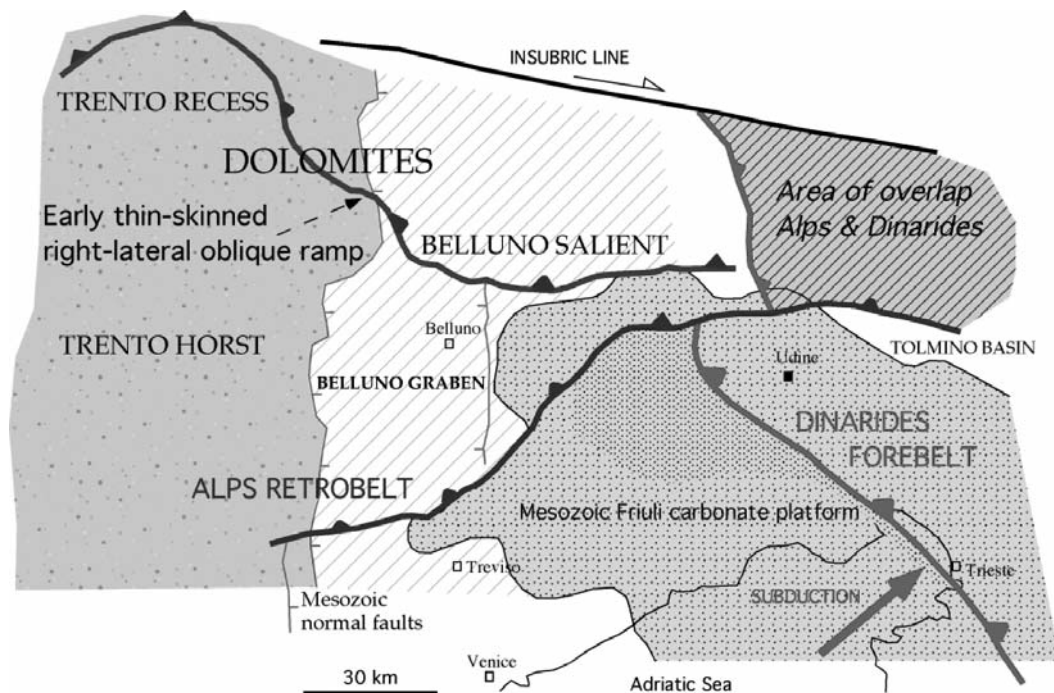 INSUBRIC LINE
TRENTO RECESS
DOLOMITES
Early thin-skinned
right-lateral oblique ramp
Area of overlap
Alps & Dinarides
BELLUNO SALIENT
Belluno
TRENTO HORST
BELLUNO GRABEN
Udine
TOLMINO BASIN
DINARIDES
FOREBELT
ALPS RETROBELT
Mesozoic Friuli carbonate platform
Treviso
Trieste
SUBDUCTION
Mesozoic
normal faults
Venice
30 km
Adriatic Sea